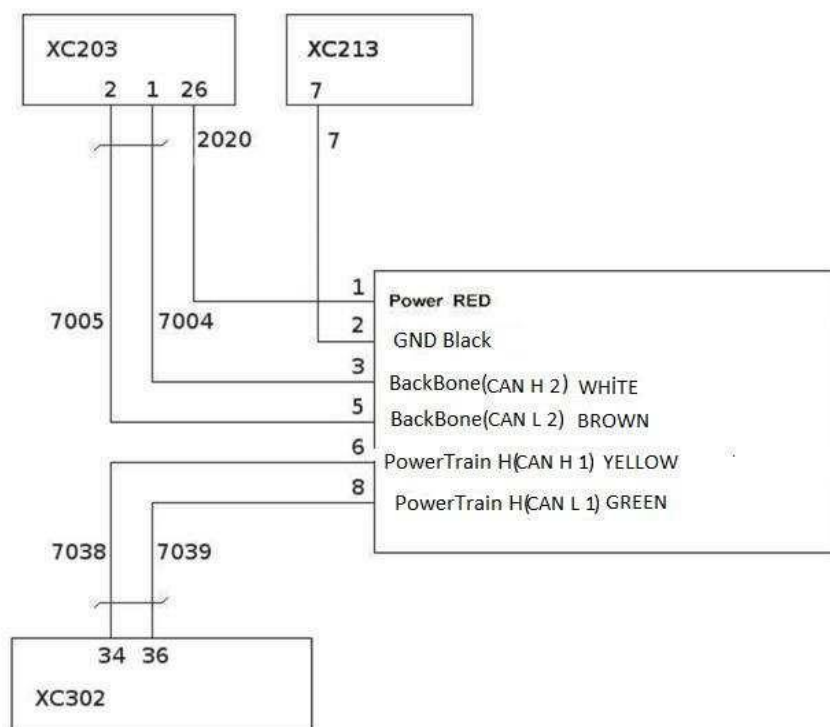 XC203
2 1 26
XC213
7
2020
7
7005
7004
1
Power RED
2
GND Black
3
BackBone(CAN H 2) WHİTE
5
BackBone(CAN L 2) BROWN
6
PowerTrain H(CAN H 1) YELLOW
8
PowerTrain H(CAN L 1) GREEN
7038
7039
34 36
XC302